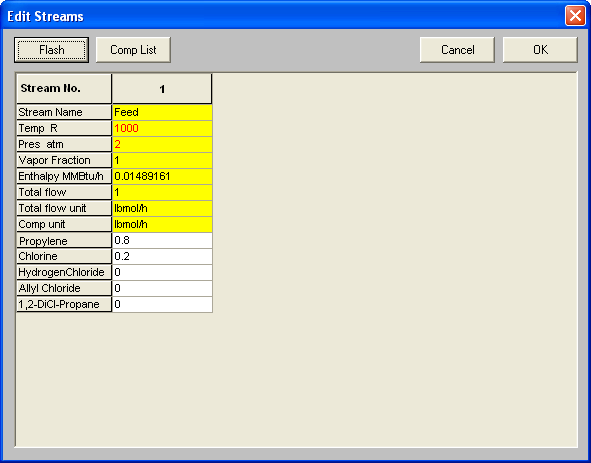 Edit Streams
Flash Comp List Cancel OK
Stream No. 1
Stream Name Feed
Temp R 1000
Pres atm 2
Vapor Fraction 1
Enthalpy MMBtu/h 0.01489161
Total flow 1
Total flow unit lbmol/h
Comp unit lbmol/h
Propylene 0.8
Chlorine 0.2
HydrogenChloride 0
Allyl Chloride 0
1,2-DiCl-Propane 0